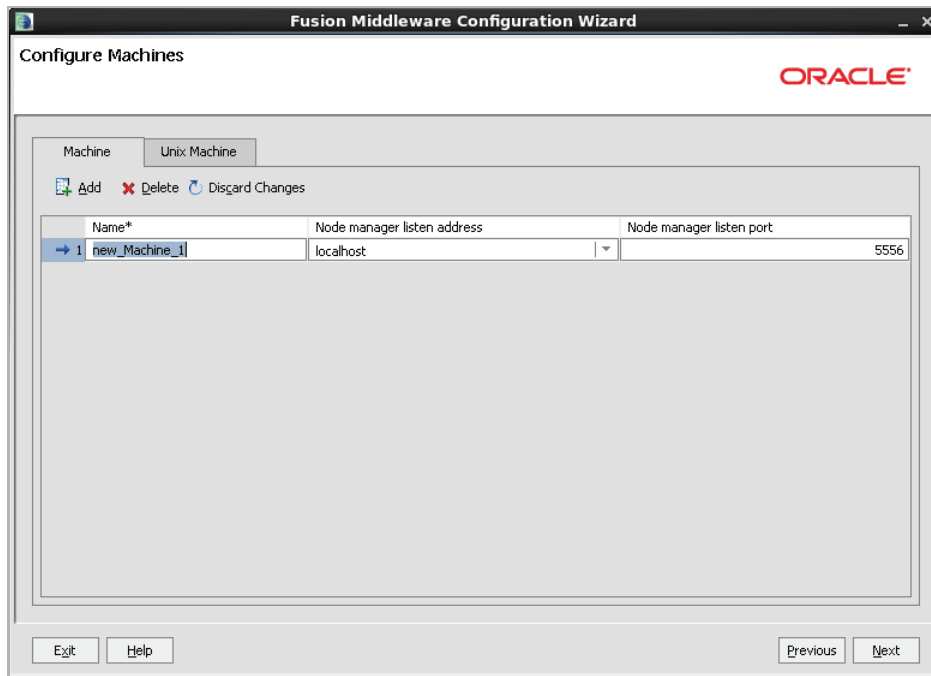 Fusion Middleware Configuration Wizard
Configure Machines
ORACLE
Machine Unix Machine
Add Delete Discard Changes
Name* Node manager listen address Node manager listen port
1 new_Machine_1 localhost 5556
Exit Help Previous Next